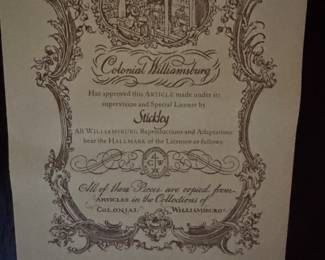 Colonial Williamsburg
Has approved this ARTICLE made under its
supervision and Special License by
Stickley
All WILLIAMSBURG Reproductions and Adaptations
bear the HALLMARK of the Licensee as follows:
CW
All of these Pieces are copied from
ARTICLES in the Collections of
COLONIAL WILLIAMSBURG